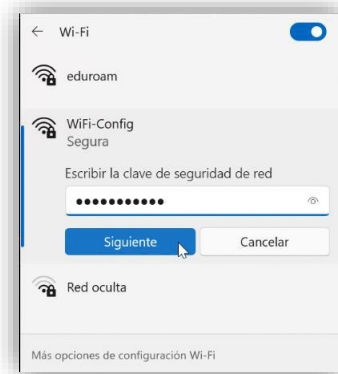 Wi-Fi
eduroam
WiFi-Config
Segura
Escribir la clave de seguridad de red
●●●●●●●●●●●
Siguiente Cancelar
Red oculta
Más opciones de configuración Wi-Fi